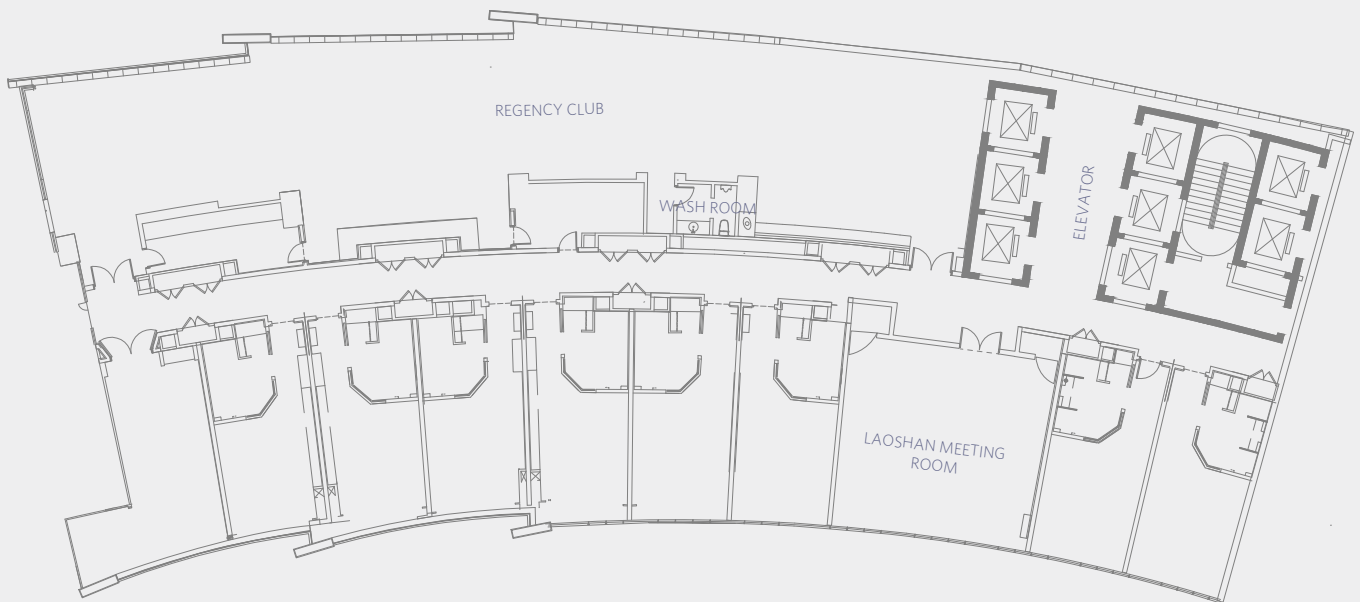 REGENCY CLUB
WASH ROOM
ELEVATOR
LAOSHAN MEETING
ROOM